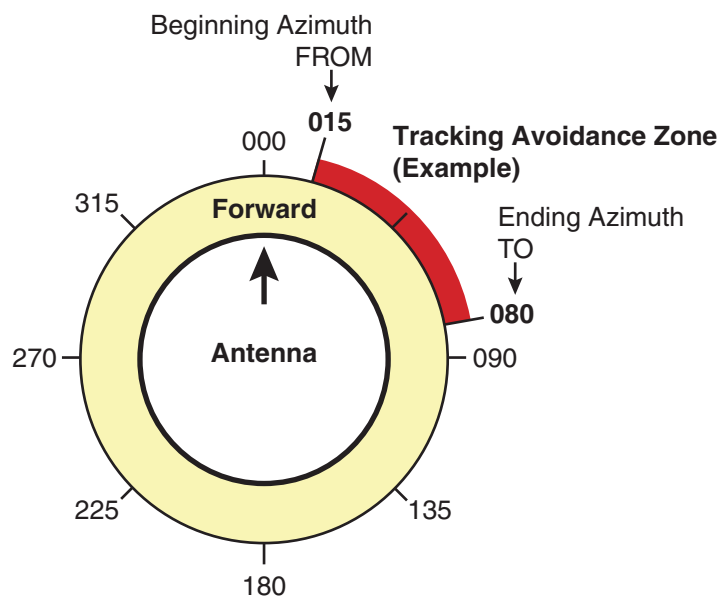 Beginning Azimuth
FROM
015
000
Tracking Avoidance Zone
(Example)
315
Forward
Ending Azimuth
TO
080
270
Antenna
090
225
135
180